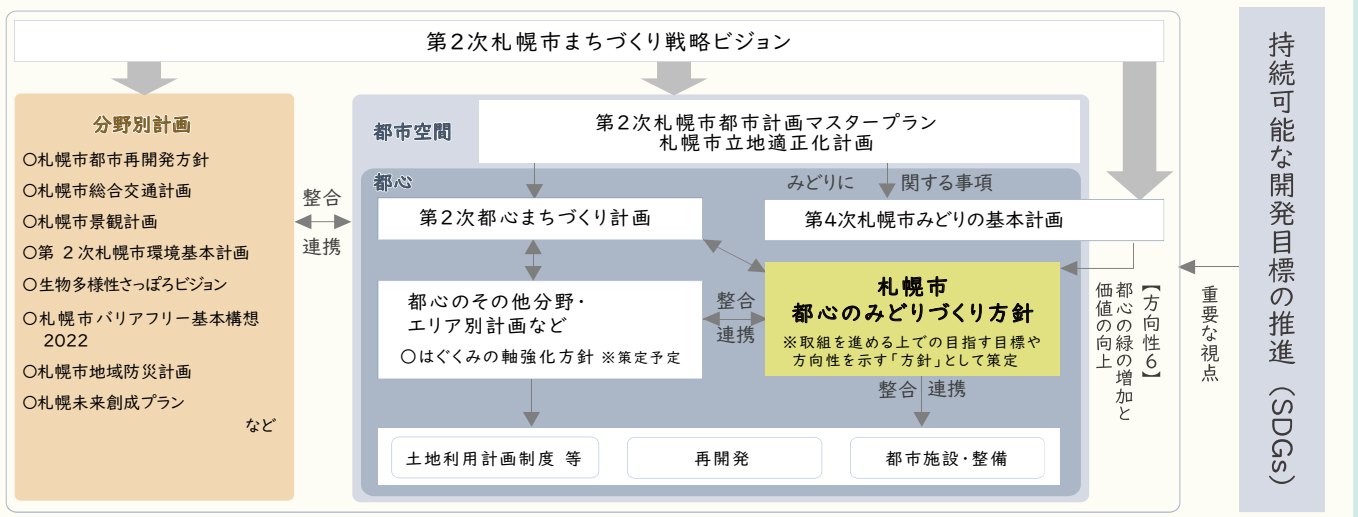 第2次札幌市まちづくり戦略ビジョン
分野別計画
〇札幌市都市再開発方針
〇札幌市総合交通計画
〇札幌市景観計画
〇第 2次札幌市環境基本計画
〇生物多様性さっぽろビジョン
〇札幌市バリアフリー基本構想
2022
〇札幌市地域防災計画
〇札幌未来創成プラン
など
整合
連携
都市空間
第2次札幌市都市計画マスタープラン
札幌市立地適正化計画
都心
みどりに 関する事項
第2次都心まちづくり計画
第4次札幌市みどりの基本計画
都心のその他分野・
エリア別計画など
〇はぐくみの軸強化方針 ※策定予定
整合
連携
札幌市
都心のみどりづくり方針
※取組を進める上での目指す目標や
方向性を示す「方針」として策定
整合 連携
土地利用計画制度 等
再開発
都市施設・整備
【方向性6】
都心の緑の増加と
価値の向上
重要な視点
持続可能な開発目標の推進（SDGs）